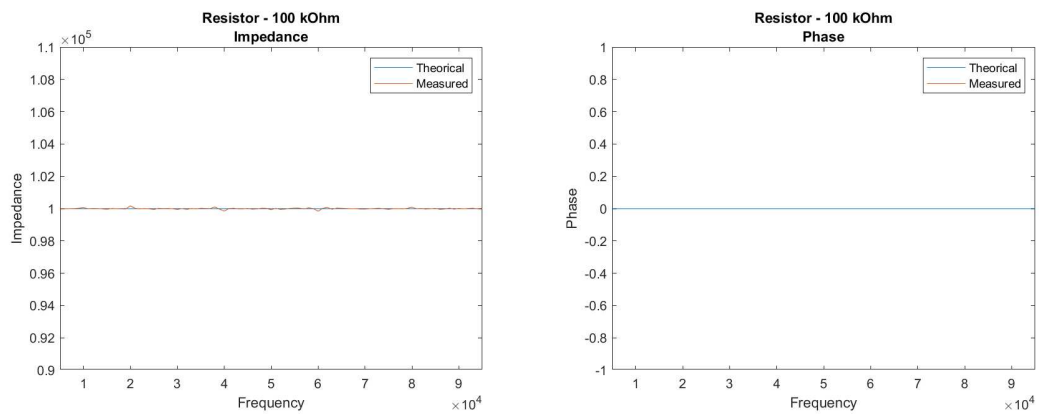 Resistor - 100 kOhm
Impedance
×10^5
1.1
1.08
1.06
1.04
1.02
1
0.98
0.96
0.94
0.92
0.9
Impedance
Theorical
Measured
1 2 3 4 5 6 7 8 9
Frequency
×10^4
Resistor - 100 kOhm
Phase
1
0.8
0.6
0.4
0.2
0
-0.2
-0.4
-0.6
-0.8
-1
Phase
Theorical
Measured
1 2 3 4 5 6 7 8 9
Frequency
×10^4